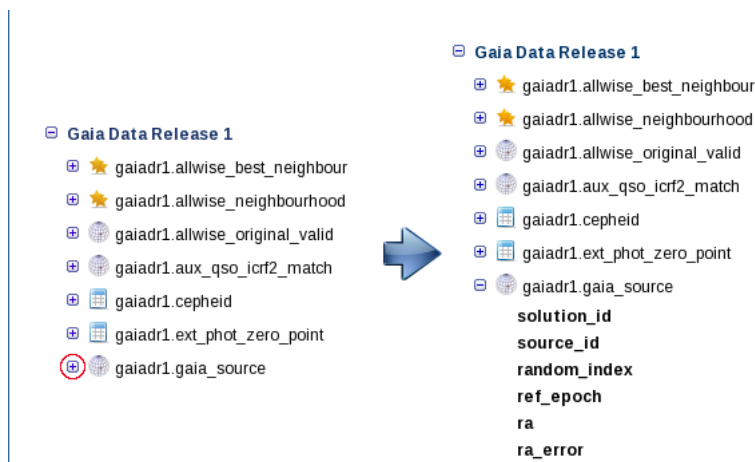 Gaia Data Release 1
gaiadr1.allwise_best_neighbour
gaiadr1.allwise_neighbourhood
gaiadr1.allwise_original_valid
gaiadr1.aux_qso_icrf2_match
gaiadr1.cepheid
gaiadr1.ext_phot_zero_point
gaiadr1.gaia_source
Gaia Data Release 1
gaiadr1.allwise_best_neighbour
gaiadr1.allwise_neighbourhood
gaiadr1.allwise_original_valid
gaiadr1.aux_qso_icrf2_match
gaiadr1.cepheid
gaiadr1.ext_phot_zero_point
gaiadr1.gaia_source
solution_id
source_id
random_index
ref_epoch
ra
ra_error